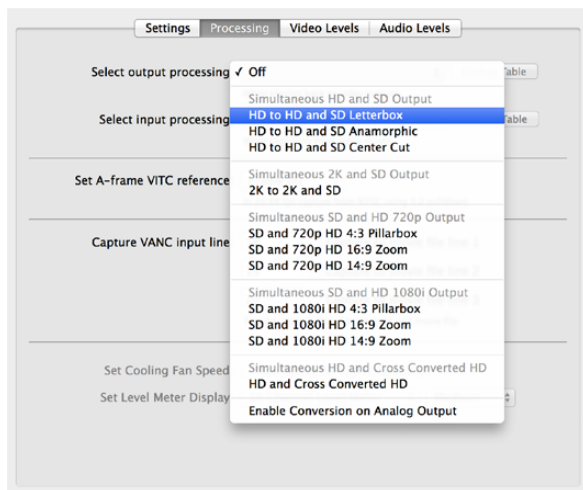 Settings Processing Video Levels Audio Levels
Select output processing ✓ Off Table
Simultaneous HD and SD Output
HD to HD and SD Letterbox
Select input processing Table
HD to HD and SD Anamorphic
HD to HD and SD Center Cut
Simultaneous 2K and SD Output
Set A-frame VITC reference
2K to 2K and SD
Simultaneous SD and HD 720p Output
SD and 720p HD 4:3 Pillarbox
Capture VANC input line
SD and 720p HD 16:9 Zoom
SD and 720p HD 14:9 Zoom
Simultaneous SD and HD 1080i Output
SD and 1080i HD 4:3 Pillarbox
SD and 1080i HD 16:9 Zoom
SD and 1080i HD 14:9 Zoom
Simultaneous HD and Cross Converted HD
Set Cooling Fan Speed
HD and Cross Converted HD
Set Level Meter Display
Enable Conversion on Analog Output